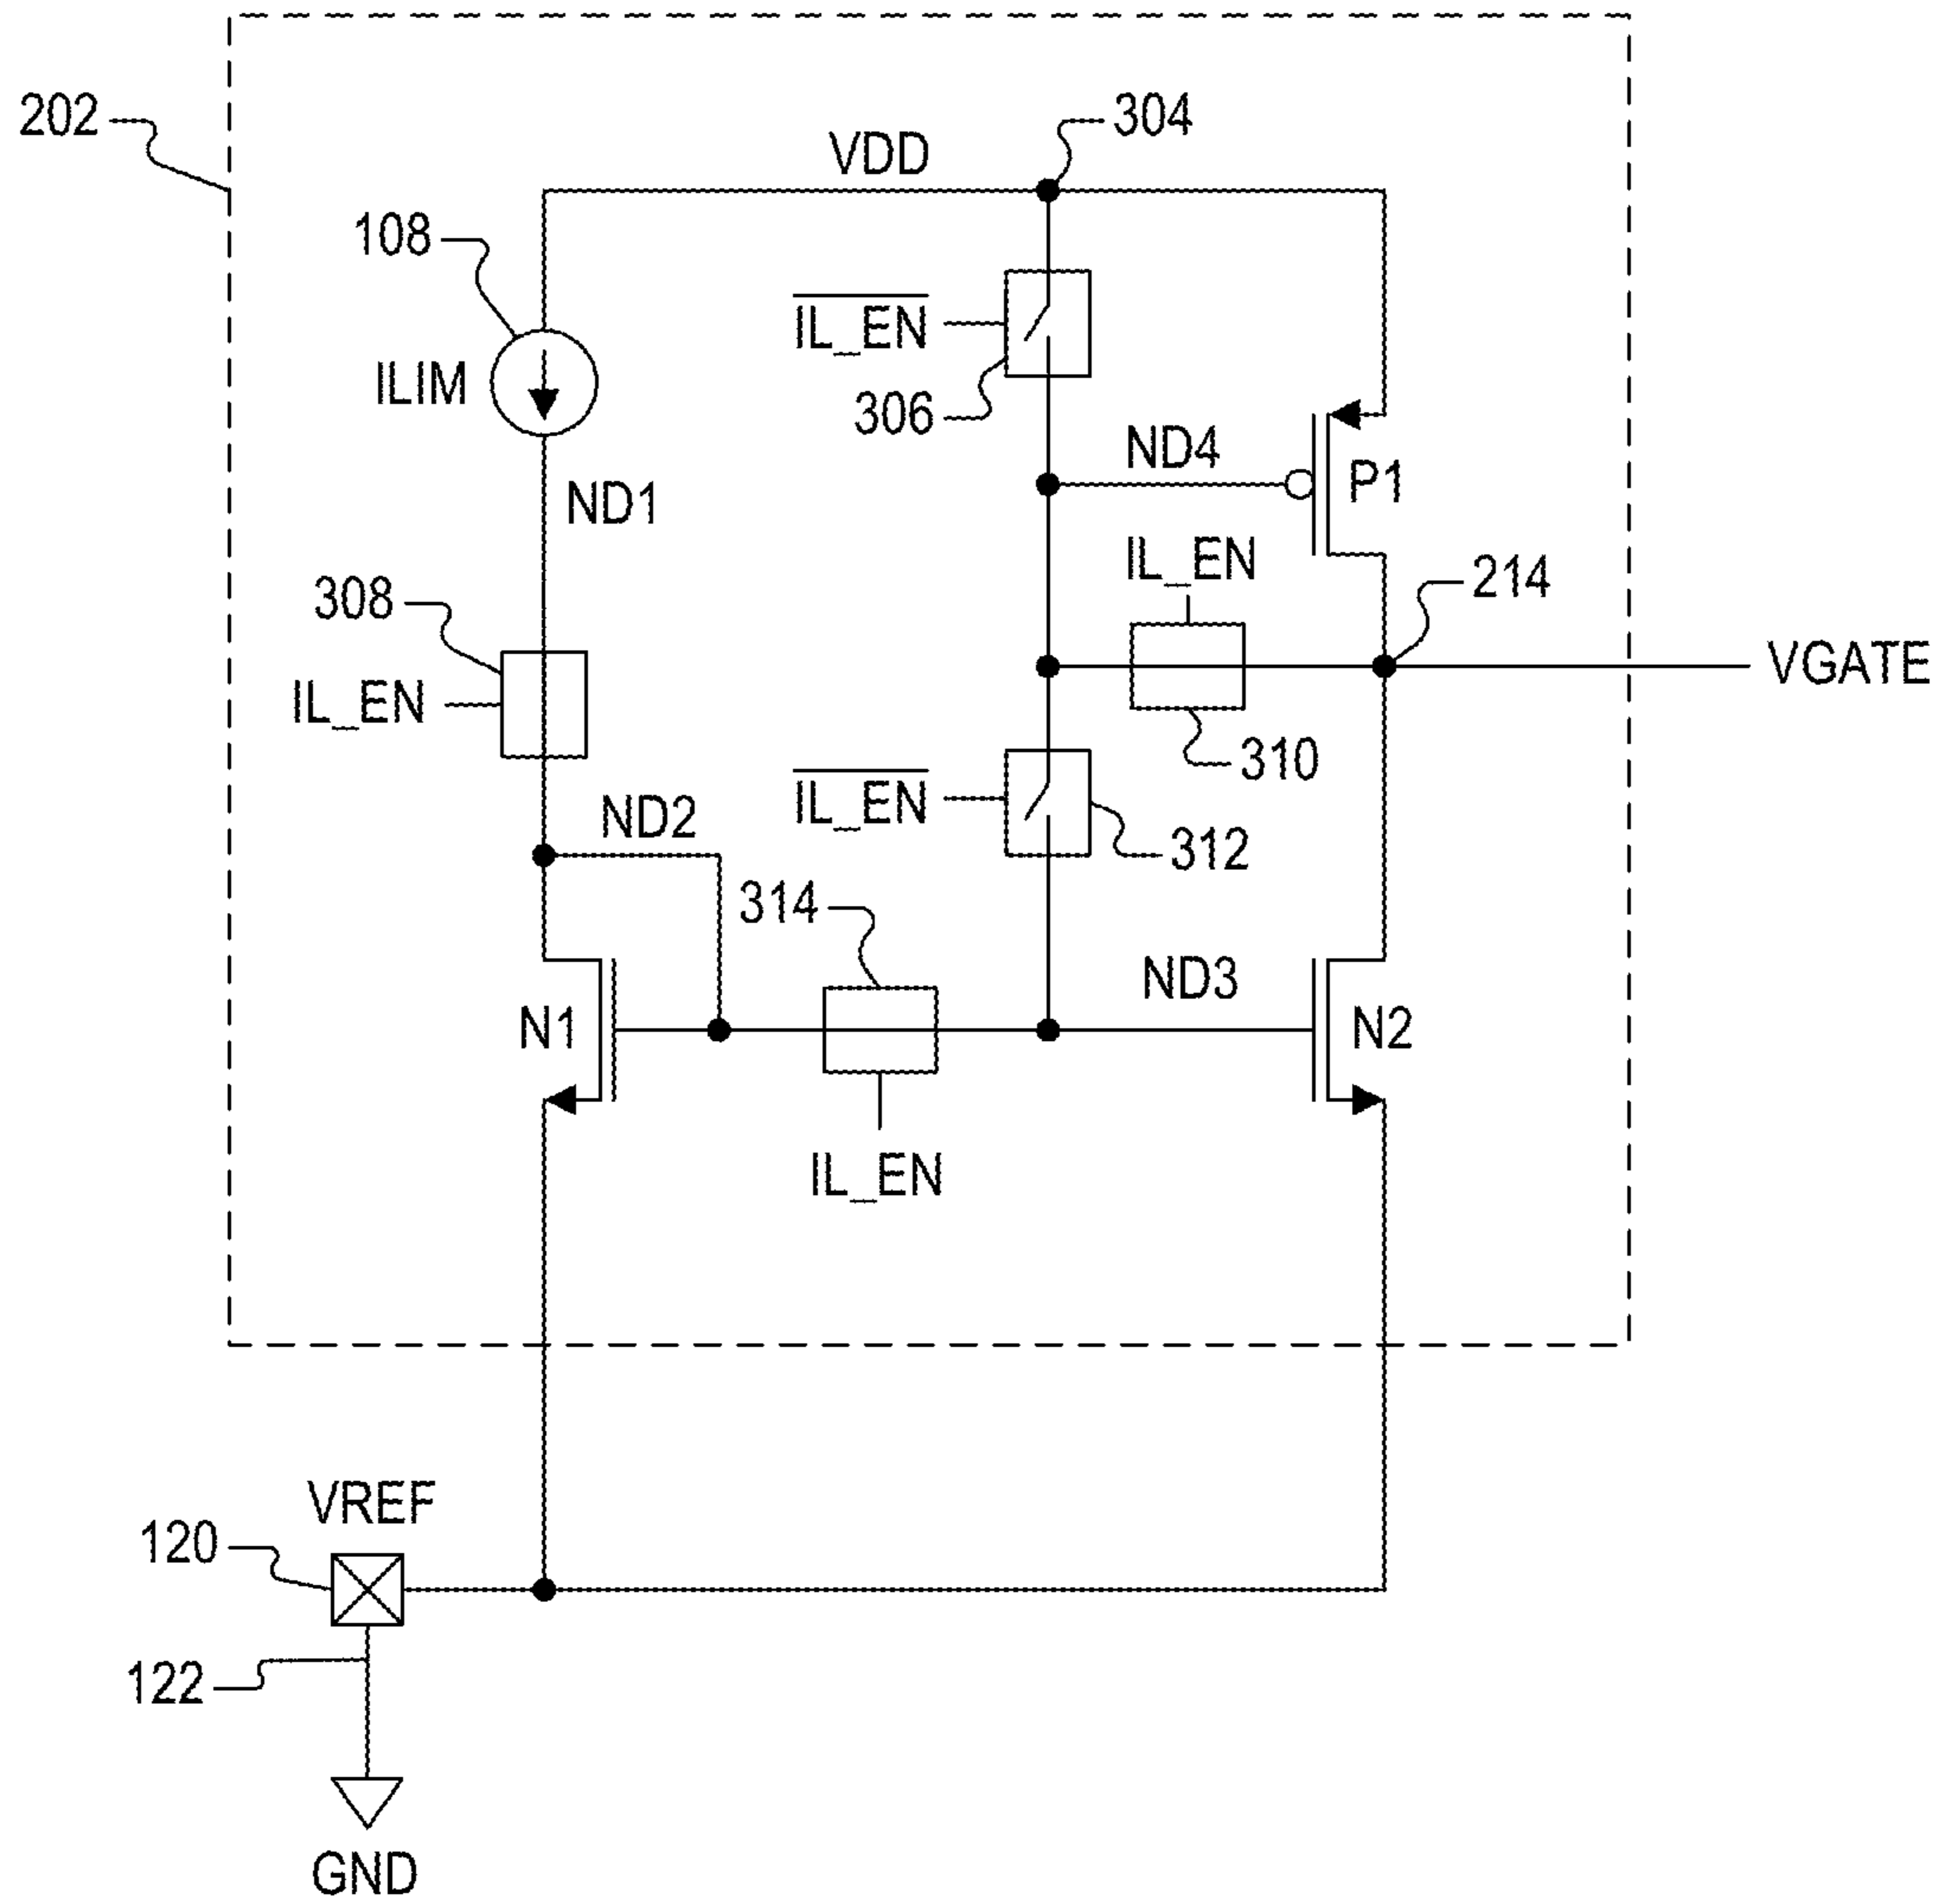 202
304
VDD
108
IL_EN
ILIM
306
ND4
P1
ND1
IL_EN
214
308
VGATE
IL_EN
310
IL_EN
ND2
312
314
ND3
N1
N2
IL_EN
VREF
120
122
GND